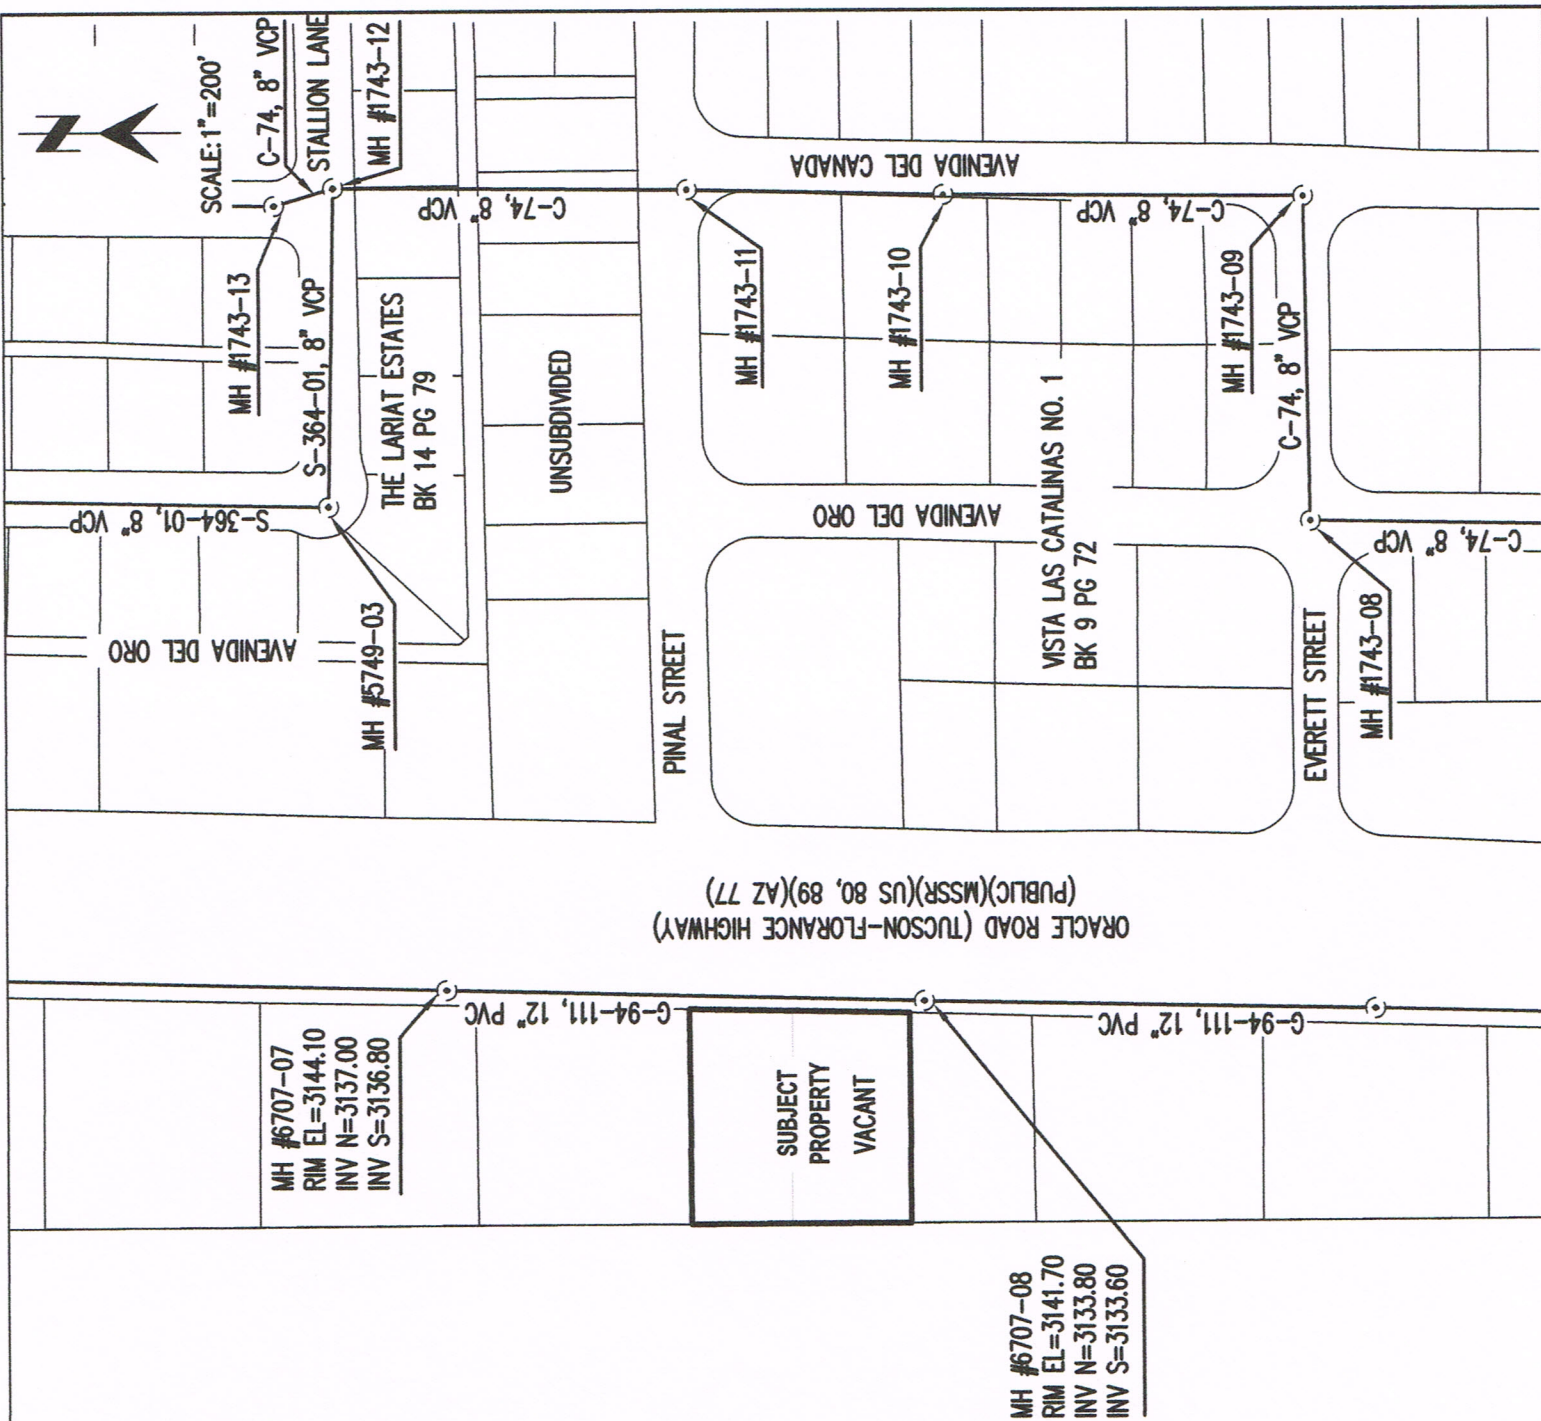 N
SCALE: 1"=200'
C-74, 8" VCP
STALLION LANE
MH #1743-12
MH #1743-13
S-364-01, 8" VCP
S-364-01, 8" VCP
C-74, 8" VCP
THE LARIAT ESTATES
BK 14 PG 79
UNSUBDIVIDED
AVENIDA DEL ORO
MH #5749-03
PINAL STREET
AVENIDA DEL CANADA
MH #1743-11
MH #1743-10
C-74, 8" VCP
MH #1743-09
C-74, 8" VCP
AVENIDA DEL ORO
VISTA LAS CATALINAS NO. 1
BK 9 PG 72
EVERETT STREET
MH #1743-08
C-74, 8" VCP
ORACLE ROAD (TUCSON-FLORANCE HIGHWAY)
(PUBLIC)(MSSR)(US 80, 89)(AZ 77)
MH #6707-07
RIM EL=3144.10
INV N=3137.00
INV S=3136.80
G-94-111, 12" PVC
G-94-111, 12" PVC
SUBJECT
PROPERTY
VACANT
MH #6707-08
RIM EL=3141.70
INV N=3133.80
INV S=3133.60